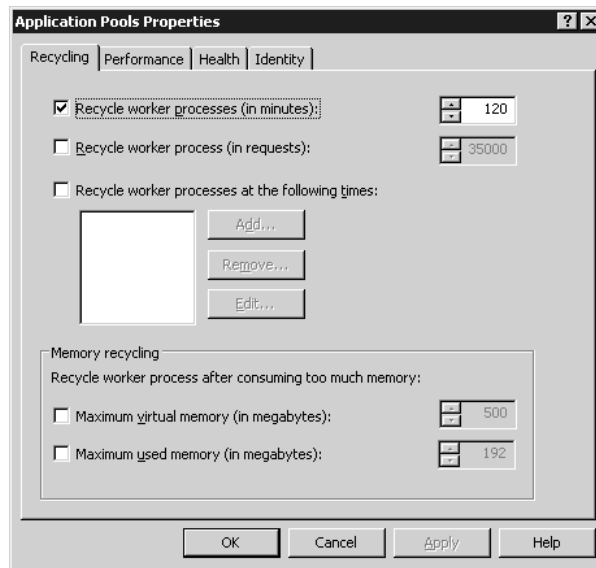 Application Pools Properties
Recycling Performance Health Identity
Recycle worker processes (in minutes): 120
Recycle worker process (in requests): 35000
Recycle worker processes at the following times:
Add...
Remove...
Edit...
Memory recycling
Recycle worker process after consuming too much memory:
Maximum virtual memory (in megabytes): 500
Maximum used memory (in megabytes): 192
OK Cancel Apply Help